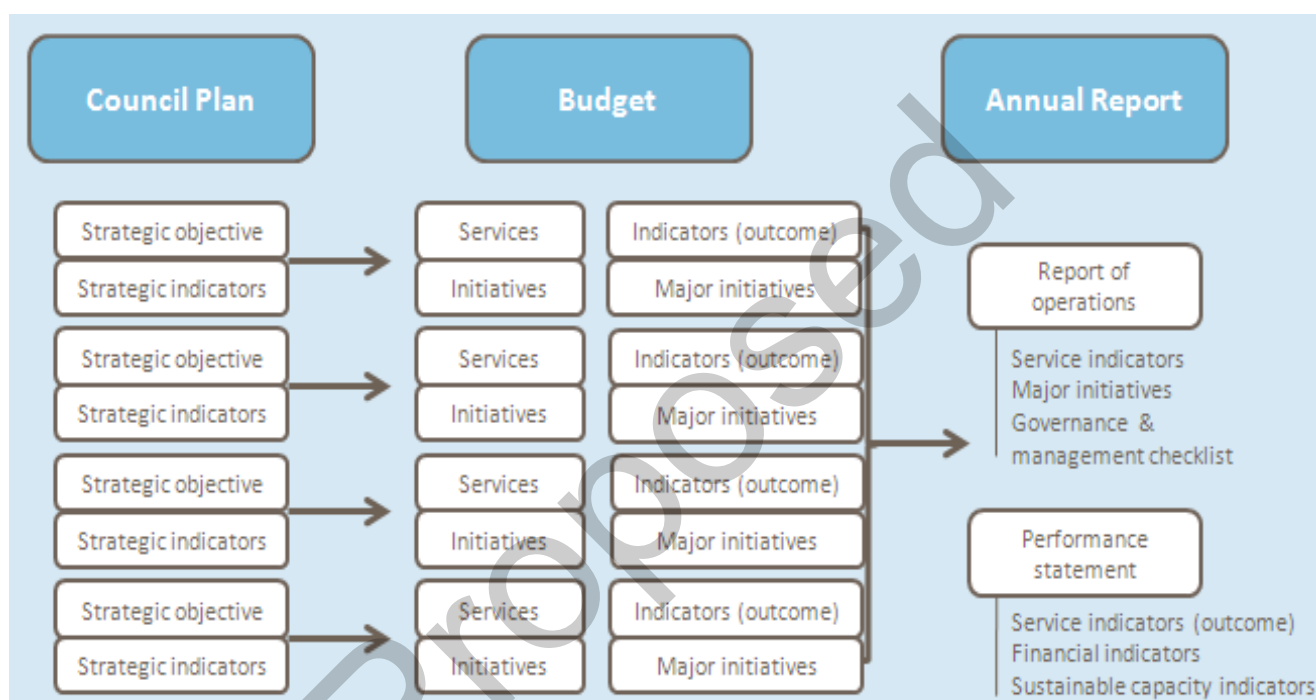 Council Plan
Budget
Annual Report
Strategic objective
Strategic indicators
Services
Initiatives
Indicators (outcome)
Major initiatives
Strategic objective
Strategic indicators
Services
Initiatives
Indicators (outcome)
Major initiatives
Strategic objective
Strategic indicators
Services
Initiatives
Indicators (outcome)
Major initiatives
Strategic objective
Strategic indicators
Services
Initiatives
Indicators (outcome)
Major initiatives
Report of
operations
Service indicators
Major initiatives
Governance &
management checklist
Performance
statement
Service indicators (outcome)
Financial indicators
Sustainable capacity indicators
Proposed